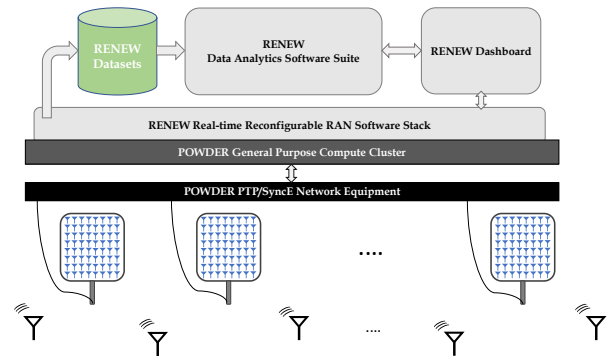 RENEW
Datasets
RENEW
Data Analytics Software Suite
RENEW Dashboard
RENEW Real-time Reconfigurable RAN Software Stack
POWDER General Purpose Compute Cluster
POWDER PTP/SyncE Network Equipment
....
....